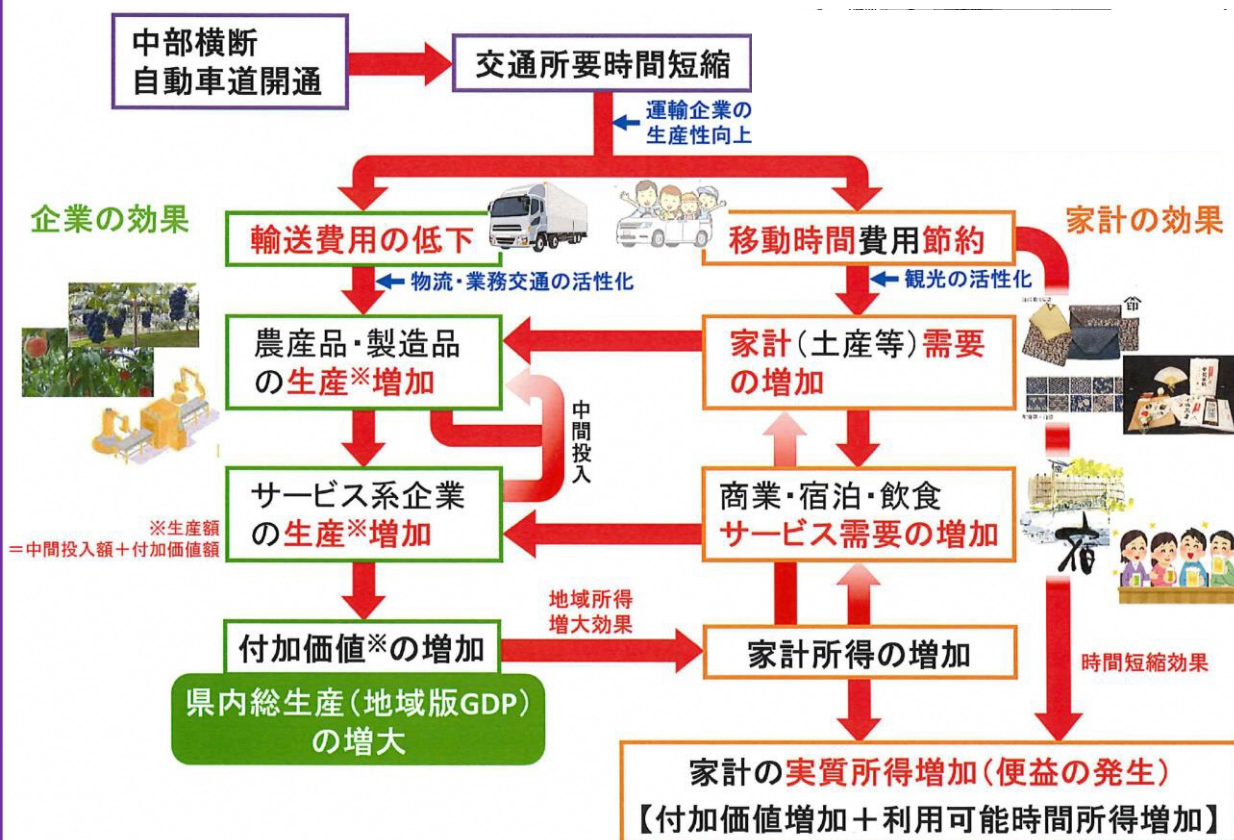 中部横断
自動車道開通
交通所要時間短縮
運輸企業の
生産性向上
企業の効果
家計の効果
輸送費用の低下
移動時間費用節約
物流・業務交通の活性化
観光の活性化
農産品・製造品
の生産※増加
家計(土産等)需要
の増加
中間投入
サービス系企業
の生産※増加
商業・宿泊・飲食
サービス需要の増加
※生産額
=中間投入額+付加価値額
宿
地域所得
増大効果
付加価値※の増加
家計所得の増加
時間短縮効果
県内総生産(地域版GDP)
の増大
家計の実質所得増加(便益の発生)
【付加価値増加+利用可能時間所得増加】